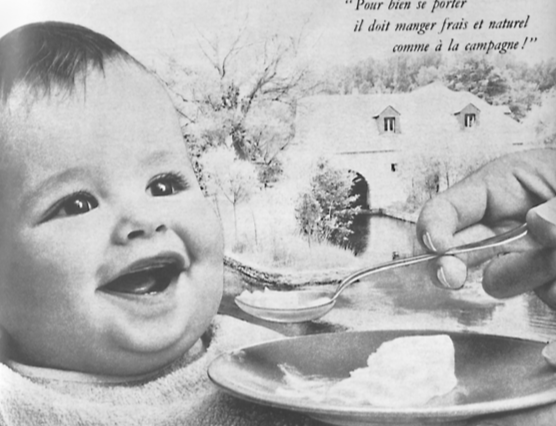 "Pour bien se porter
il doit manger frais et naturel
comme à la campagne !"